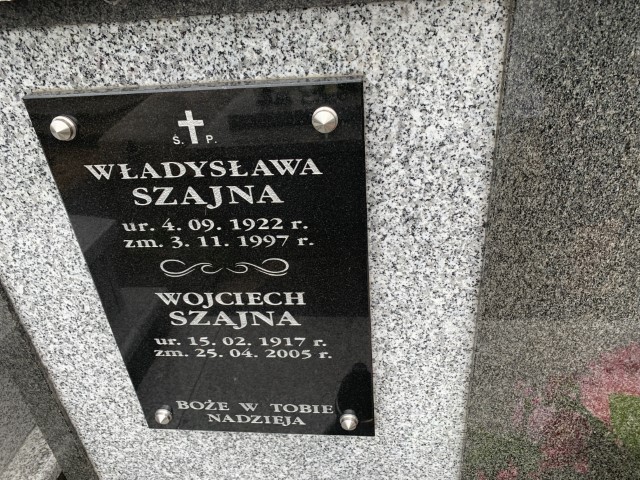 Ś. P.
WŁADYSŁAWA
SZAJNA
ur. 4. 09. 1922 r.
zm. 3. 11. 1997 r.
WOJCIECH
SZAJNA
ur. 15. 02. 1917 r.
zm. 25. 04. 2005 r.
BOŻE W TOBIE
NADZIEJA